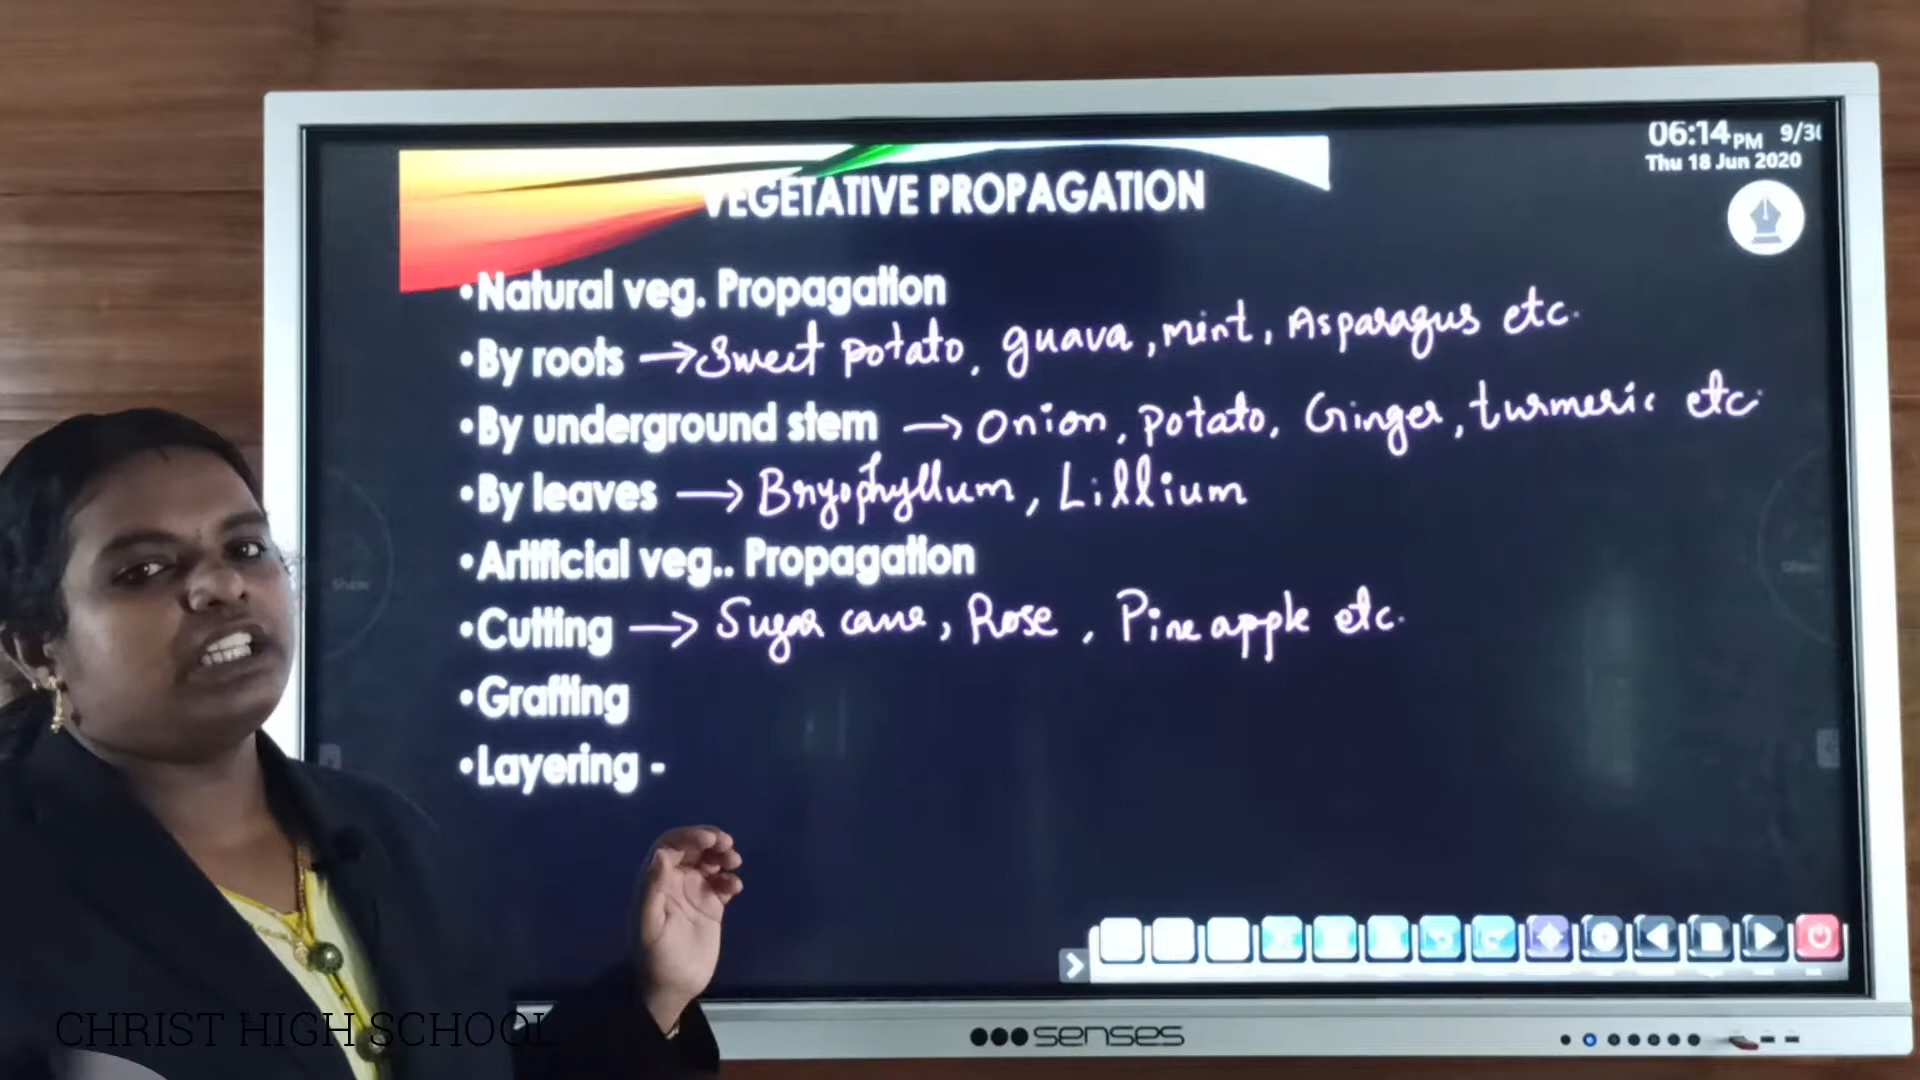 06:14 PM 9/3
Thu 18 Jun 2020
VEGETATIVE PROPAGATION
•Natural veg. Propagation
•By roots → Sweet potato, guava, mint, Asparagus etc.
•By underground stem → Onion, potato, Ginger, turmeric etc
•By leaves → Bryophyllum, Lillium
•Artificial veg.. Propagation
•Cutting → Sugar cane, Rose, Pine apple etc.
•Grafting
•Layering -
CHRIST HIGH SCHOOL
senses